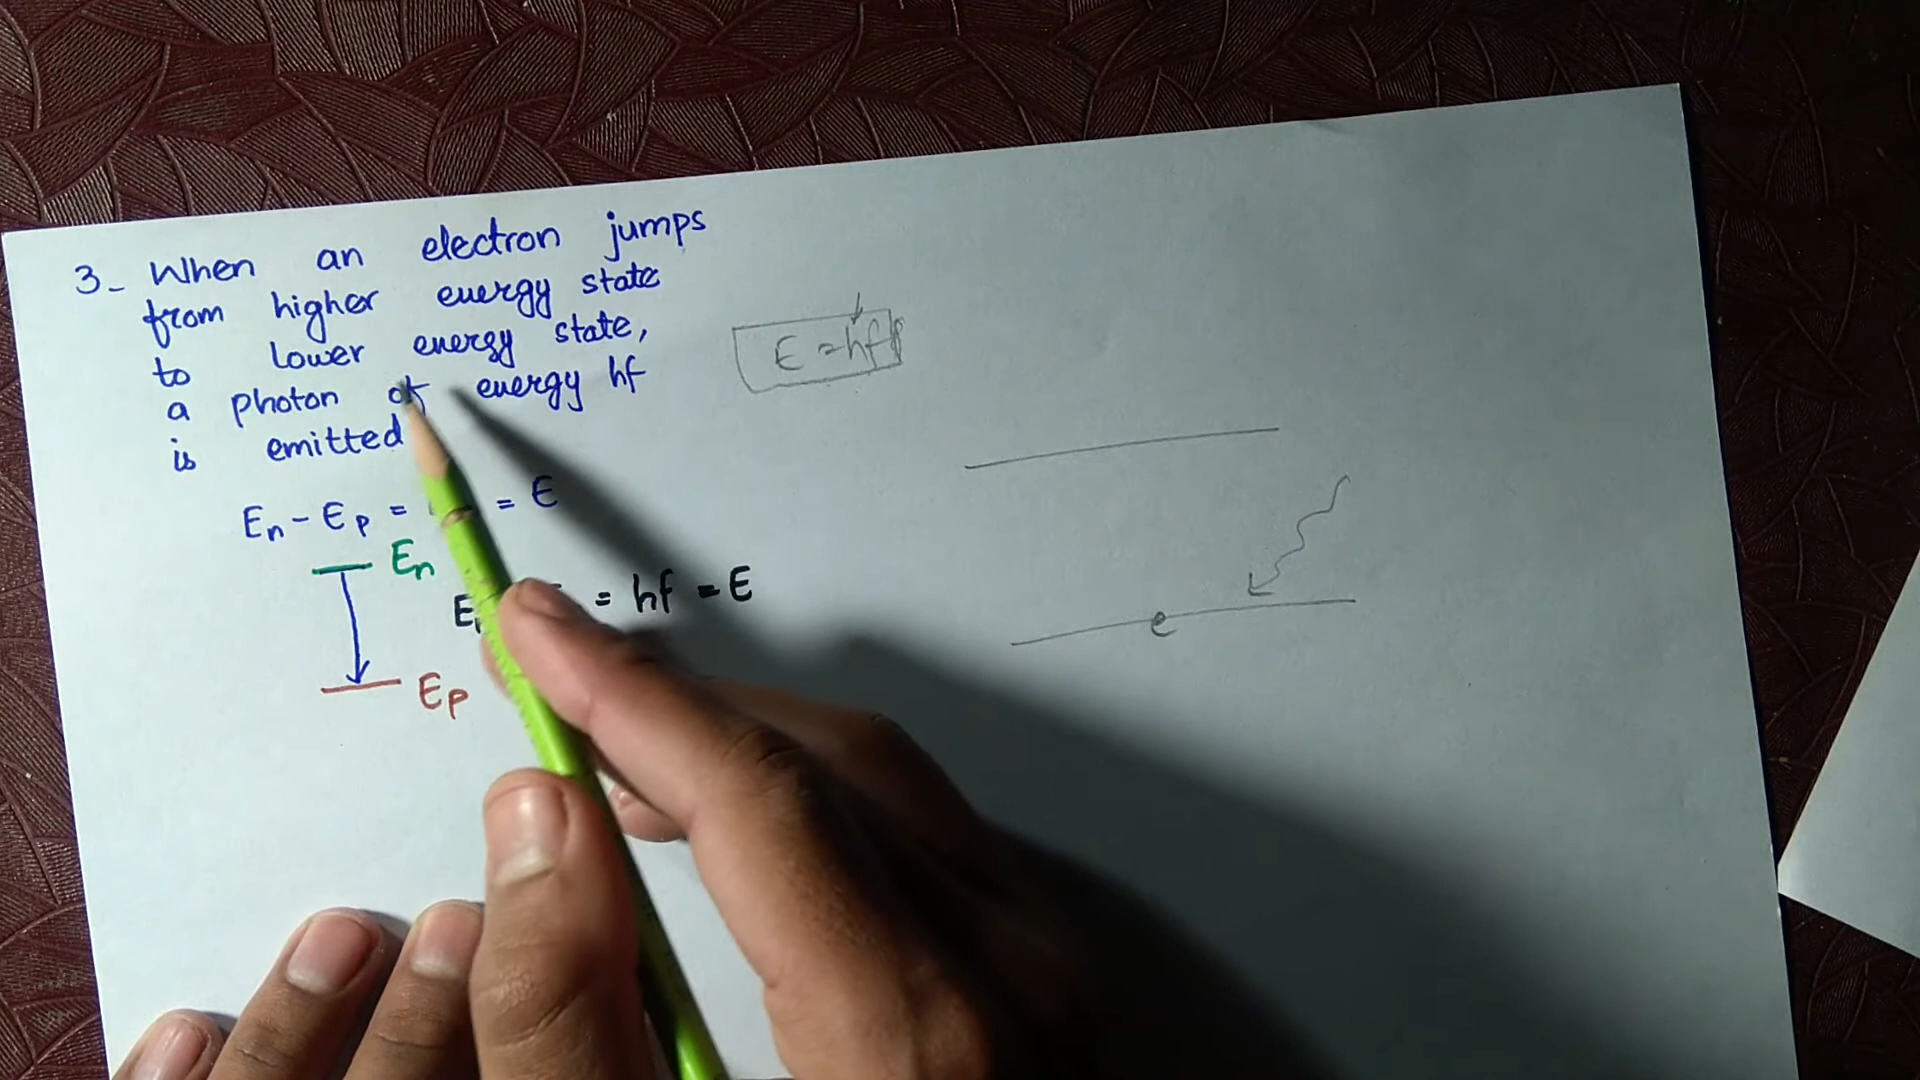 3- When an electron jumps
from higher energy state
to lower energy state,
a photon of energy hf
is emitted
E = hf
En - Ep = = E
En
= hf = E
Ep
e